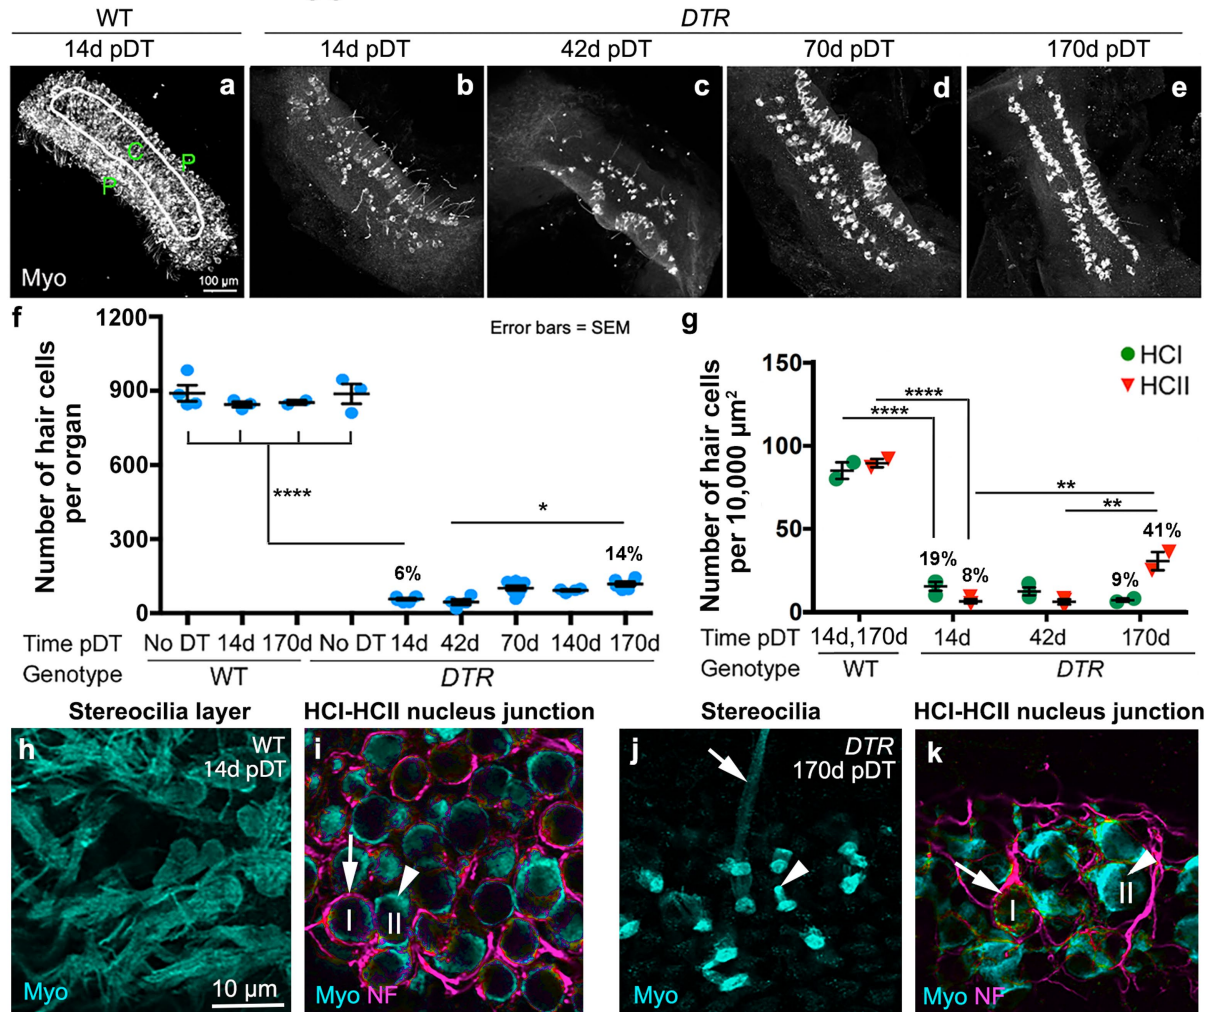 WT
DTR
14d pDT
14d pDT
42d pDT
70d pDT
170d pDT
a
b
c
d
e
C
P
P
Myo
100 µm
f
1200
900
600
300
0
Number of hair cells
per organ
Error bars = SEM
****
*
6%
14%
Time pDT
No DT
14d
170d
No DT
14d
42d
70d
140d
170d
Genotype
WT
DTR
g
150
100
50
0
Number of hair cells
per 10,000 µm²
HCI
HCII
****
****
**
**
19%
8%
9%
41%
Time pDT
14d,170d
14d
42d
170d
Genotype
WT
DTR
Stereocilia layer
HCI-HCII nucleus junction
Stereocilia
HCI-HCII nucleus junction
h
WT
14d pDT
Myo
10 µm
i
I
II
Myo NF
j
DTR
170d pDT
Myo
k
I
II
Myo NF